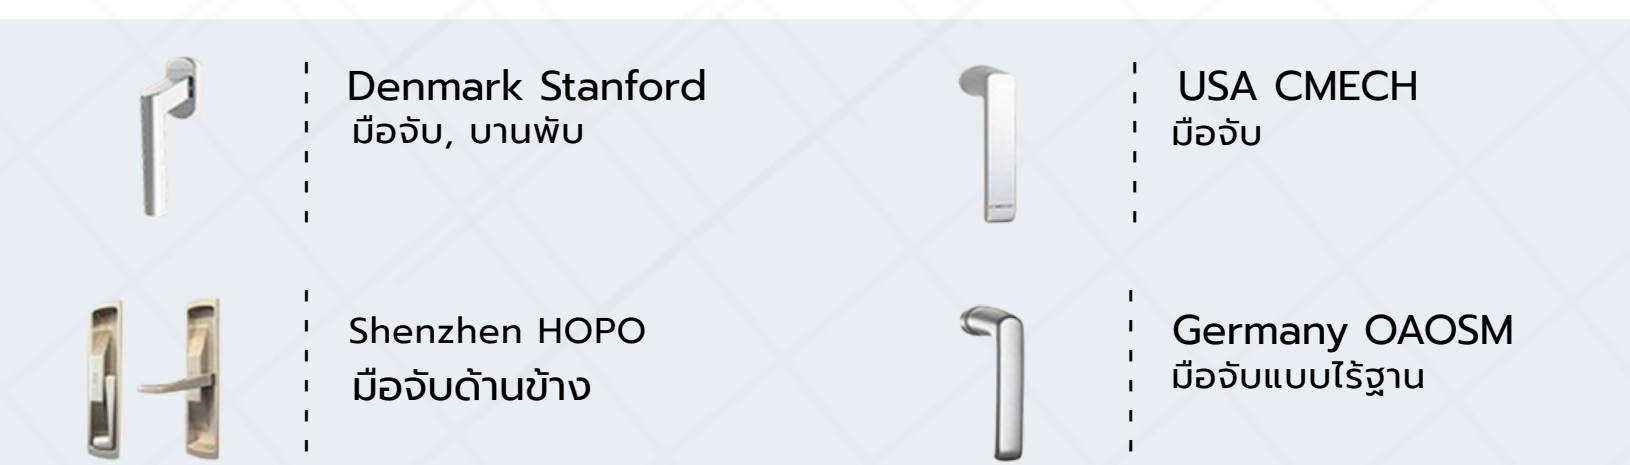 Denmark Stanford
มือจับ, บานพับ
USA CMECH
มือจับ
Shenzhen HOPO
มือจับด้านข้าง
Germany OAOSM
มือจับแบบไร้ฐาน